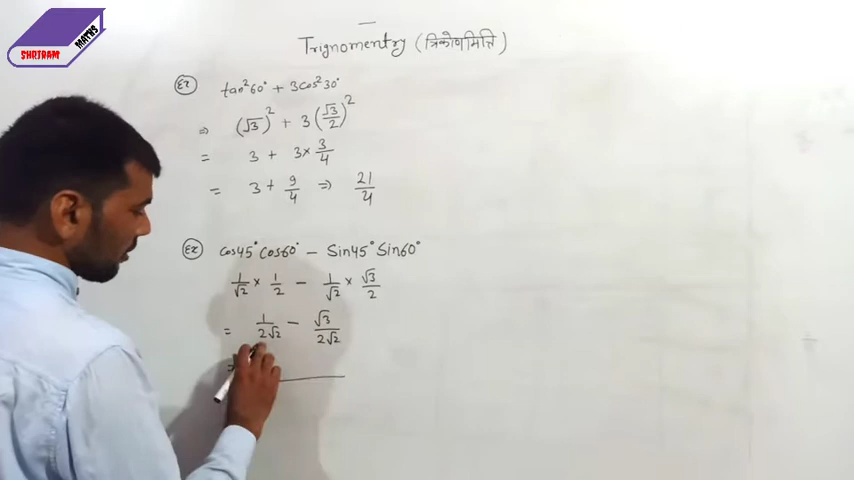 SHRIRAM MATHS
Trignomentry (त्रिकोणमिति)
Ex tan²60° + 3cos²30°
⇒ (√3)² + 3(√3/2)²
= 3 + 3×3/4
= 3 + 9/4 ⇒ 21/4
Ex cos45° cos60° − Sin45° Sin60°
1/√2 × 1/2 − 1/√2 × √3/2
= 1/2√2 − √3/2√2